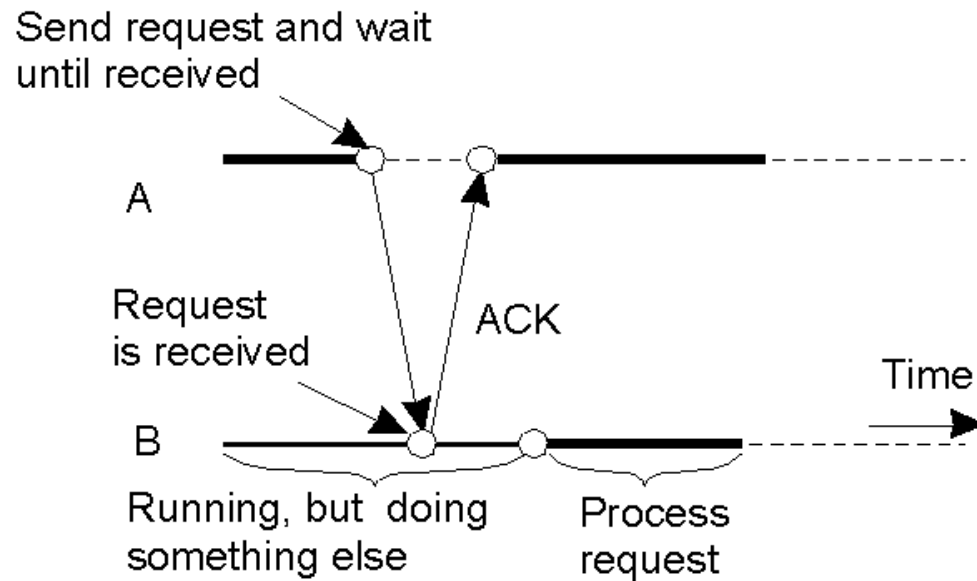 Send request and wait
until received
A
Request
is received
ACK
Time
B
Running, but doing
something else
Process
request